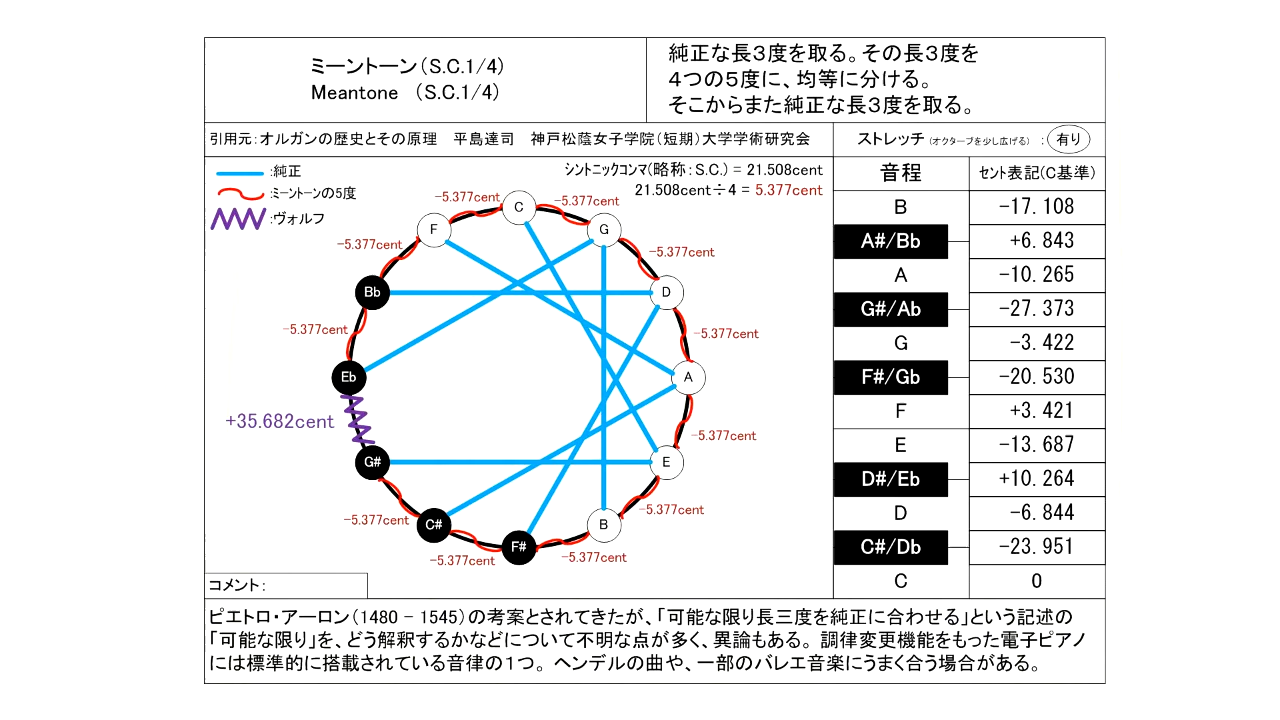 ミーントーン（S.C.1/4）
Meantone （S.C.1/4）
純正な長３度を取る。その長３度を
４つの５度に、均等に分ける。
そこからまた純正な長３度を取る。
引用元：オルガンの歴史とその原理　平島達司　神戸松蔭女子学院（短期）大学学術研究会
ストレッチ（オクターブを少し広げる）：有り
：純正
：ミーントーンの5度
：ヴォルフ
シントニックコンマ(略称：S.C.) = 21.508cent
21.508cent÷4 = 5.377cent
-5.377cent
-5.377cent
C
F
G
-5.377cent
-5.377cent
Bb
D
-5.377cent
-5.377cent
Eb
A
+35.682cent
-5.377cent
G#
E
-5.377cent
-5.377cent
C#
B
F#
-5.377cent
-5.377cent
音程
セント表記(C基準)
B
-17.108
A#/Bb
+6.843
A
-10.265
G#/Ab
-27.373
G
-3.422
F#/Gb
-20.530
F
+3.421
E
-13.687
D#/Eb
+10.264
D
-6.844
C#/Db
-23.951
C
0
コメント：
ピエトロ・アーロン（1480 - 1545）の考案とされてきたが、「可能な限り長三度を純正に合わせる」という記述の
「可能な限り」を、どう解釈するかなどについて不明な点が多く、異論もある。調律変更機能をもった電子ピアノ
には標準的に搭載されている音律の１つ。ヘンデルの曲や、一部のバレエ音楽にうまく合う場合がある。